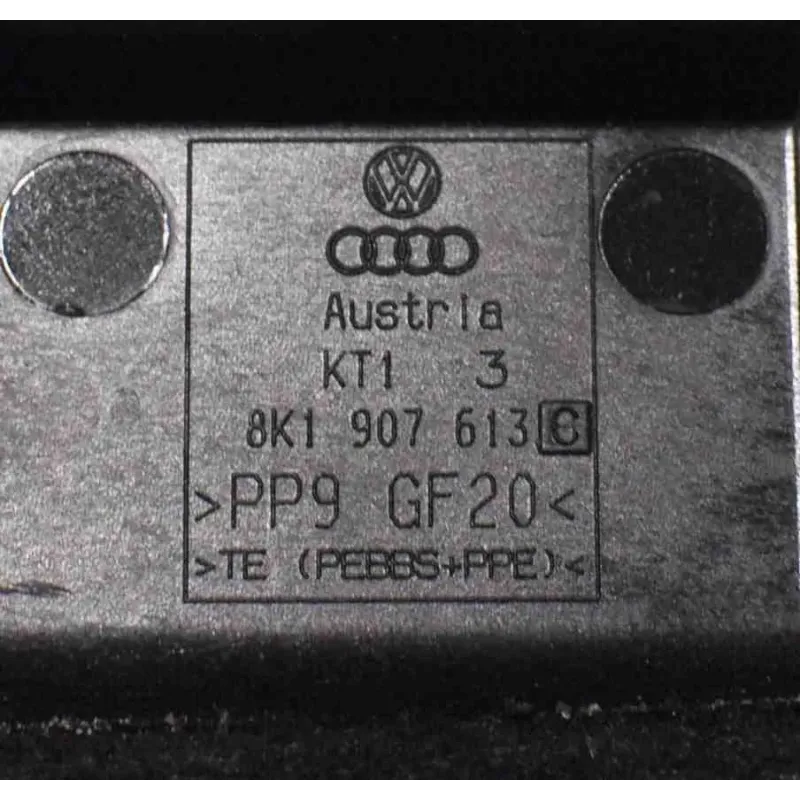 Austria
KT1 3
8K1 907 613 C
>PP9 GF20<
>TE (PEBBS+PPE)<